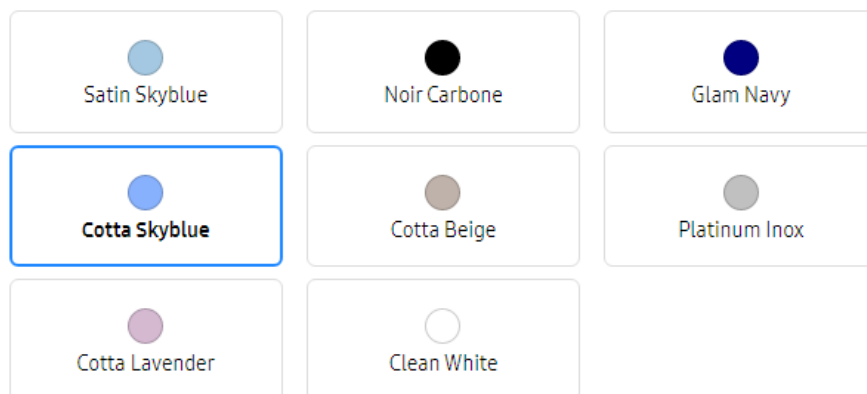 Satin Skyblue
Noir Carbone
Glam Navy
Cotta Skyblue
Cotta Beige
Platinum Inox
Cotta Lavender
Clean White